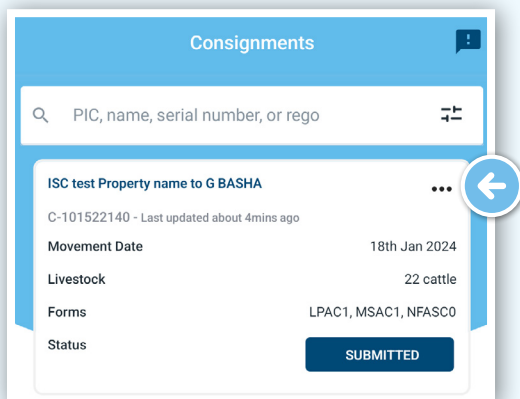 Consignments
PIC, name, serial number, or rego
ISC test Property name to G BASHA
C-101522140 - Last updated about 4mins ago
Movement Date 18th Jan 2024
Livestock 22 cattle
Forms LPAC1, MSAC1, NFASC0
Status SUBMITTED